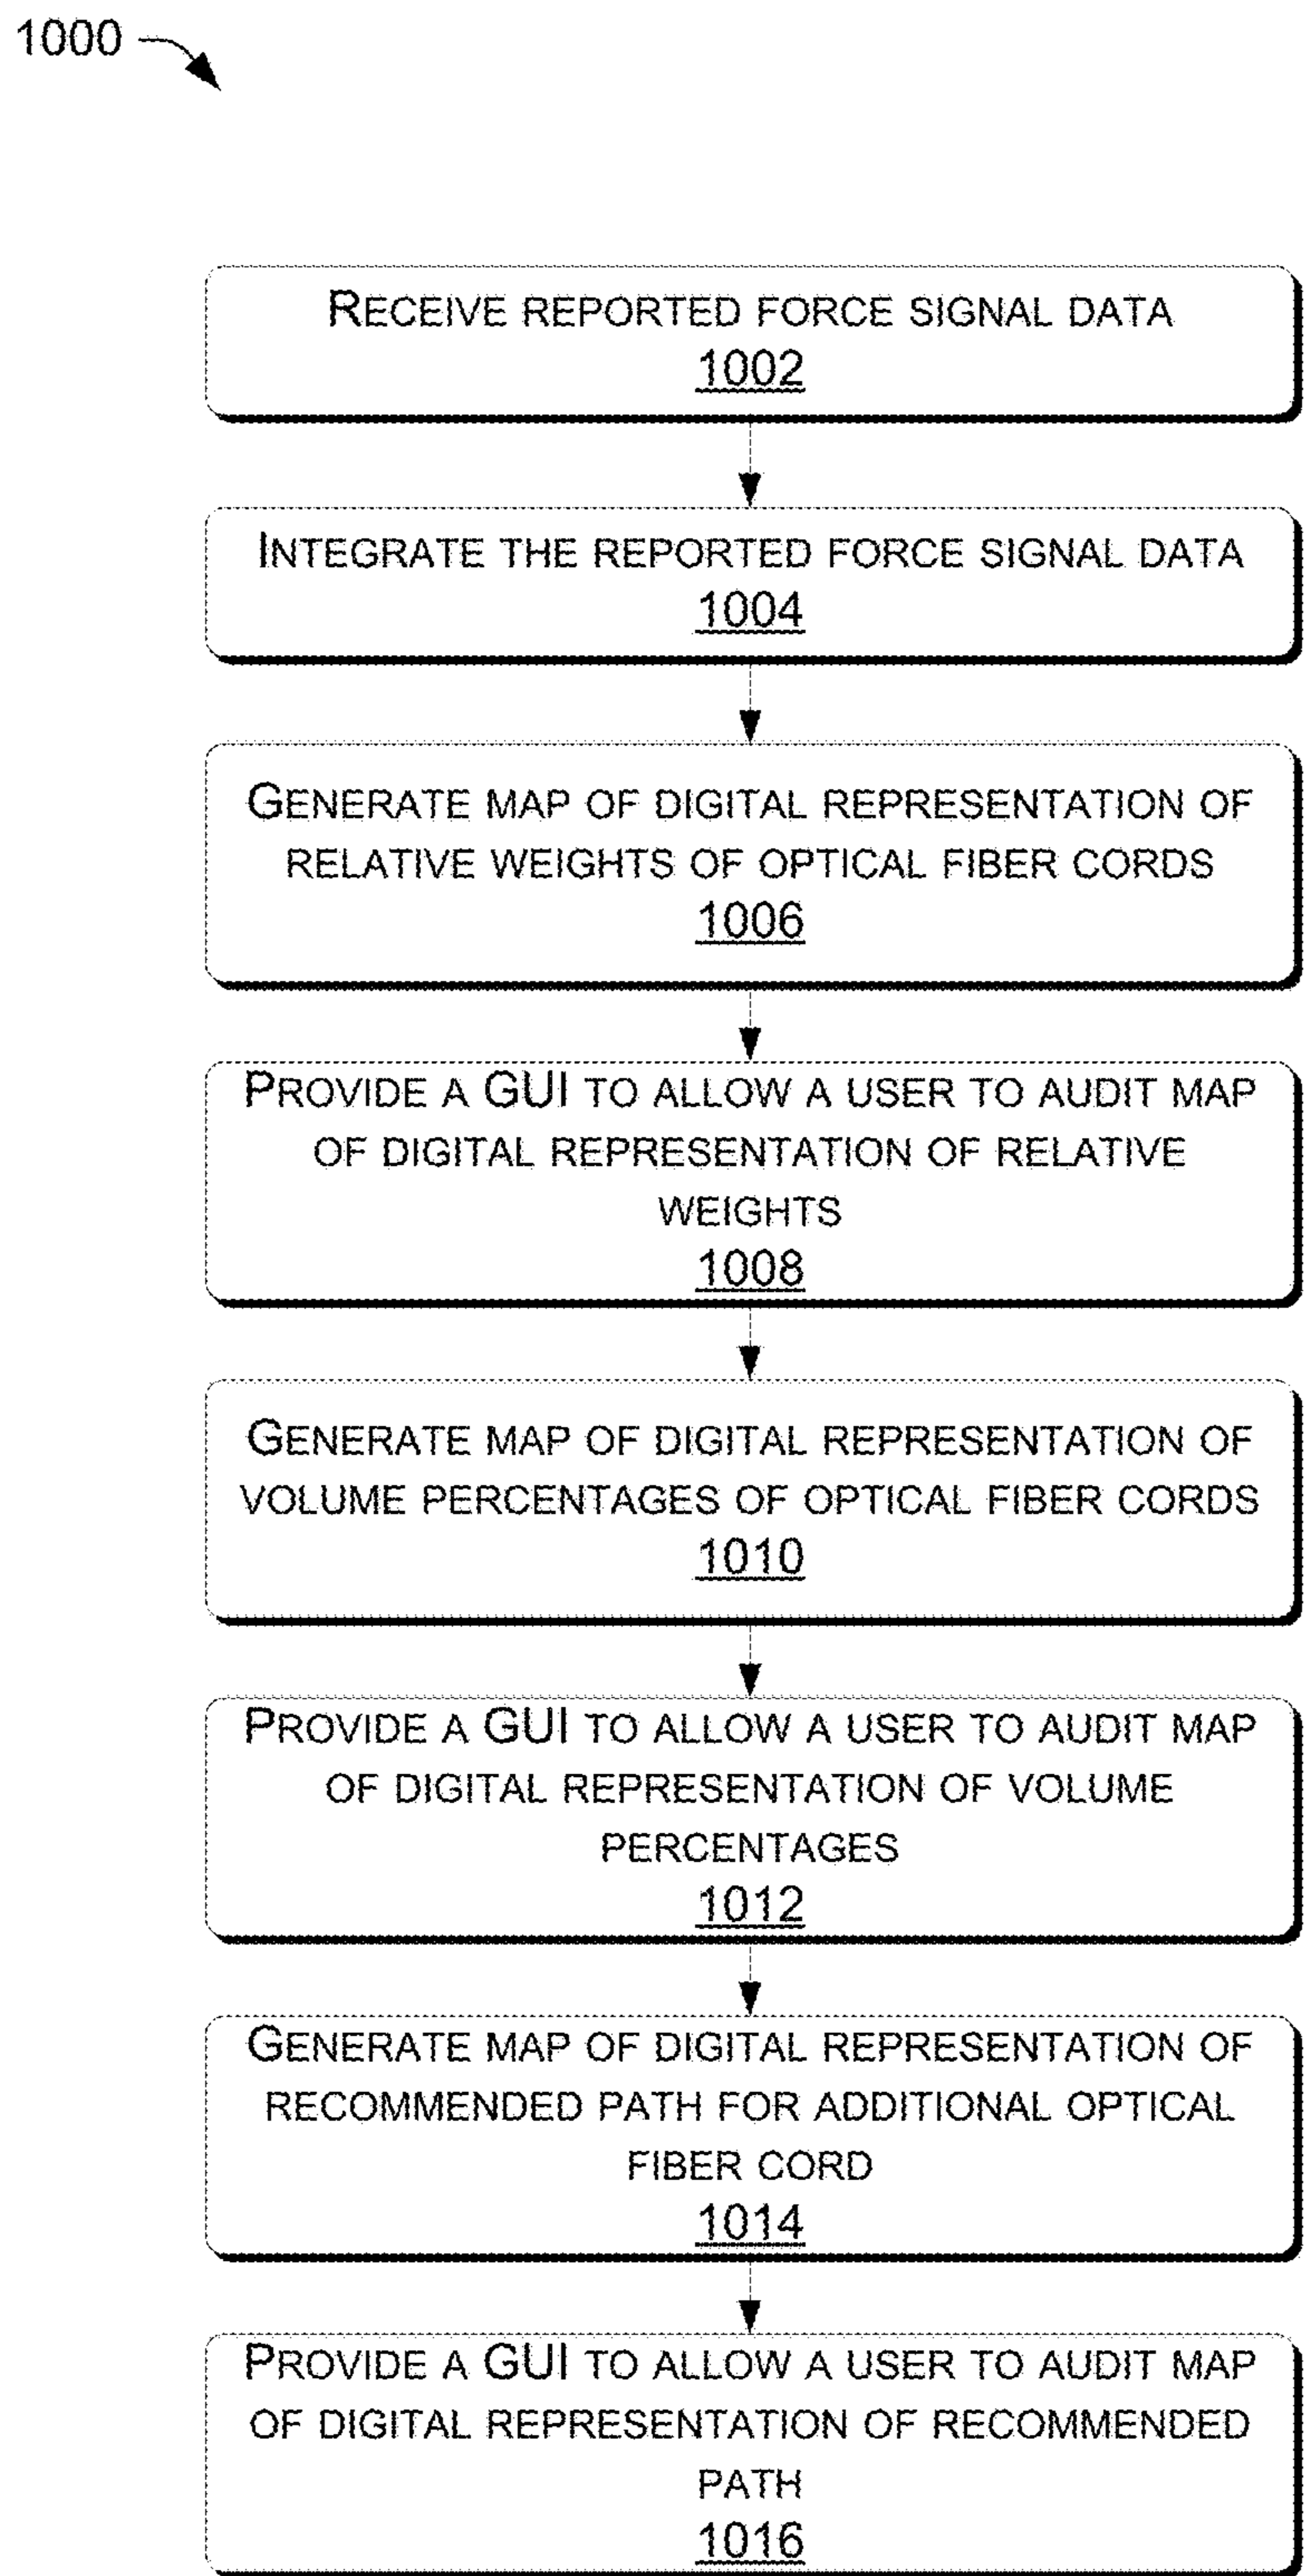 1000
RECEIVE REPORTED FORCE SIGNAL DATA
1002
INTEGRATE THE REPORTED FORCE SIGNAL DATA
1004
GENERATE MAP OF DIGITAL REPRESENTATION OF
RELATIVE WEIGHTS OF OPTICAL FIBER CORDS
1006
PROVIDE A GUI TO ALLOW A USER TO AUDIT MAP
OF DIGITAL REPRESENTATION OF RELATIVE
WEIGHTS
1008
GENERATE MAP OF DIGITAL REPRESENTATION OF
VOLUME PERCENTAGES OF OPTICAL FIBER CORDS
1010
PROVIDE A GUI TO ALLOW A USER TO AUDIT MAP
OF DIGITAL REPRESENTATION OF VOLUME
PERCENTAGES
1012
GENERATE MAP OF DIGITAL REPRESENTATION OF
RECOMMENDED PATH FOR ADDITIONAL OPTICAL
FIBER CORD
1014
PROVIDE A GUI TO ALLOW A USER TO AUDIT MAP
OF DIGITAL REPRESENTATION OF RECOMMENDED
PATH
1016